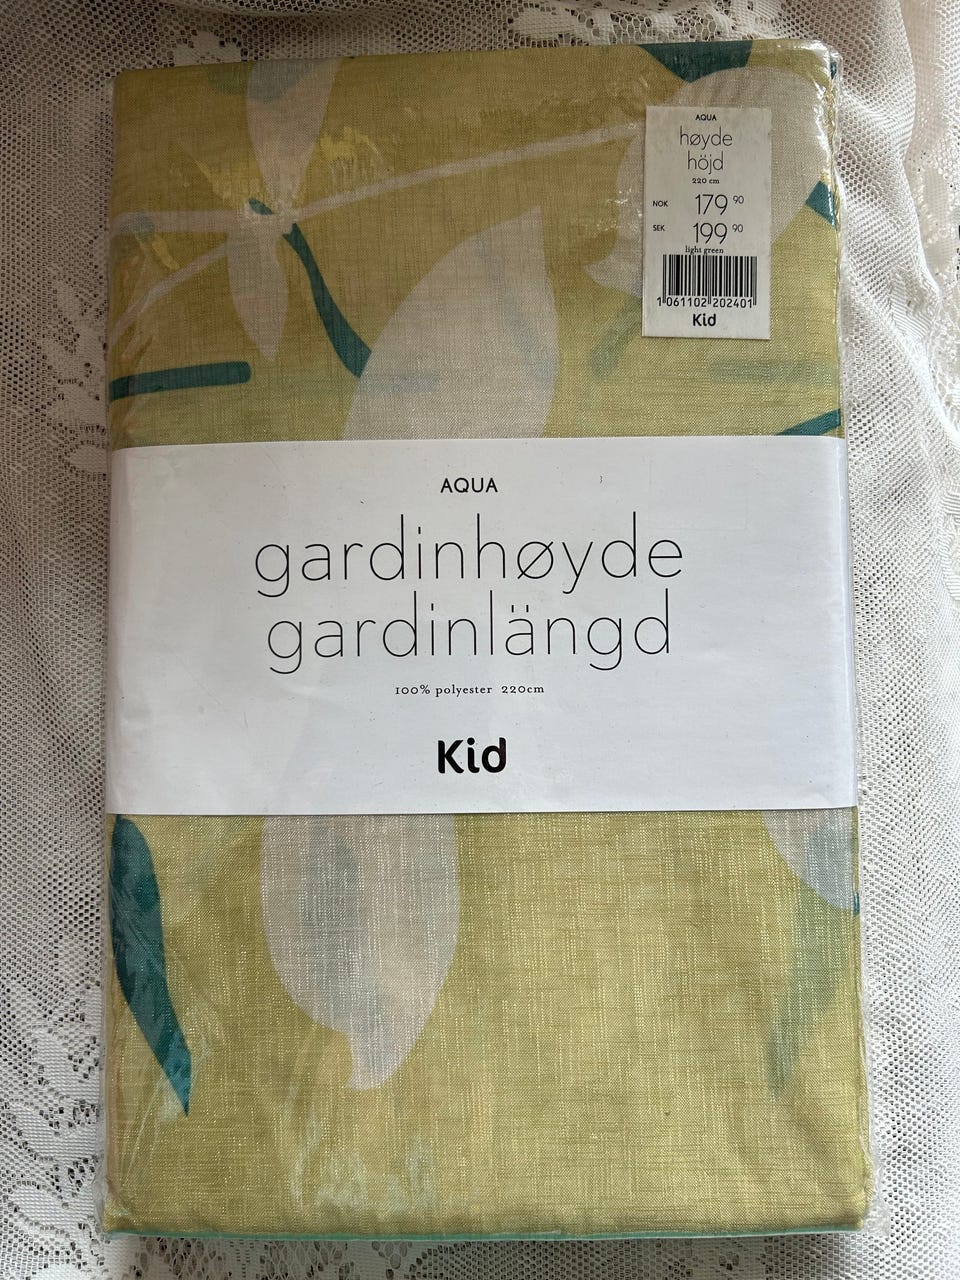 AQUA
høyde
höjd
220 cm
NOK 179 90
SEK 199 90
light green
1 061102 202401
Kid
AQUA
gardinhøyde
gardinlängd
100% polyester 220cm
Kid